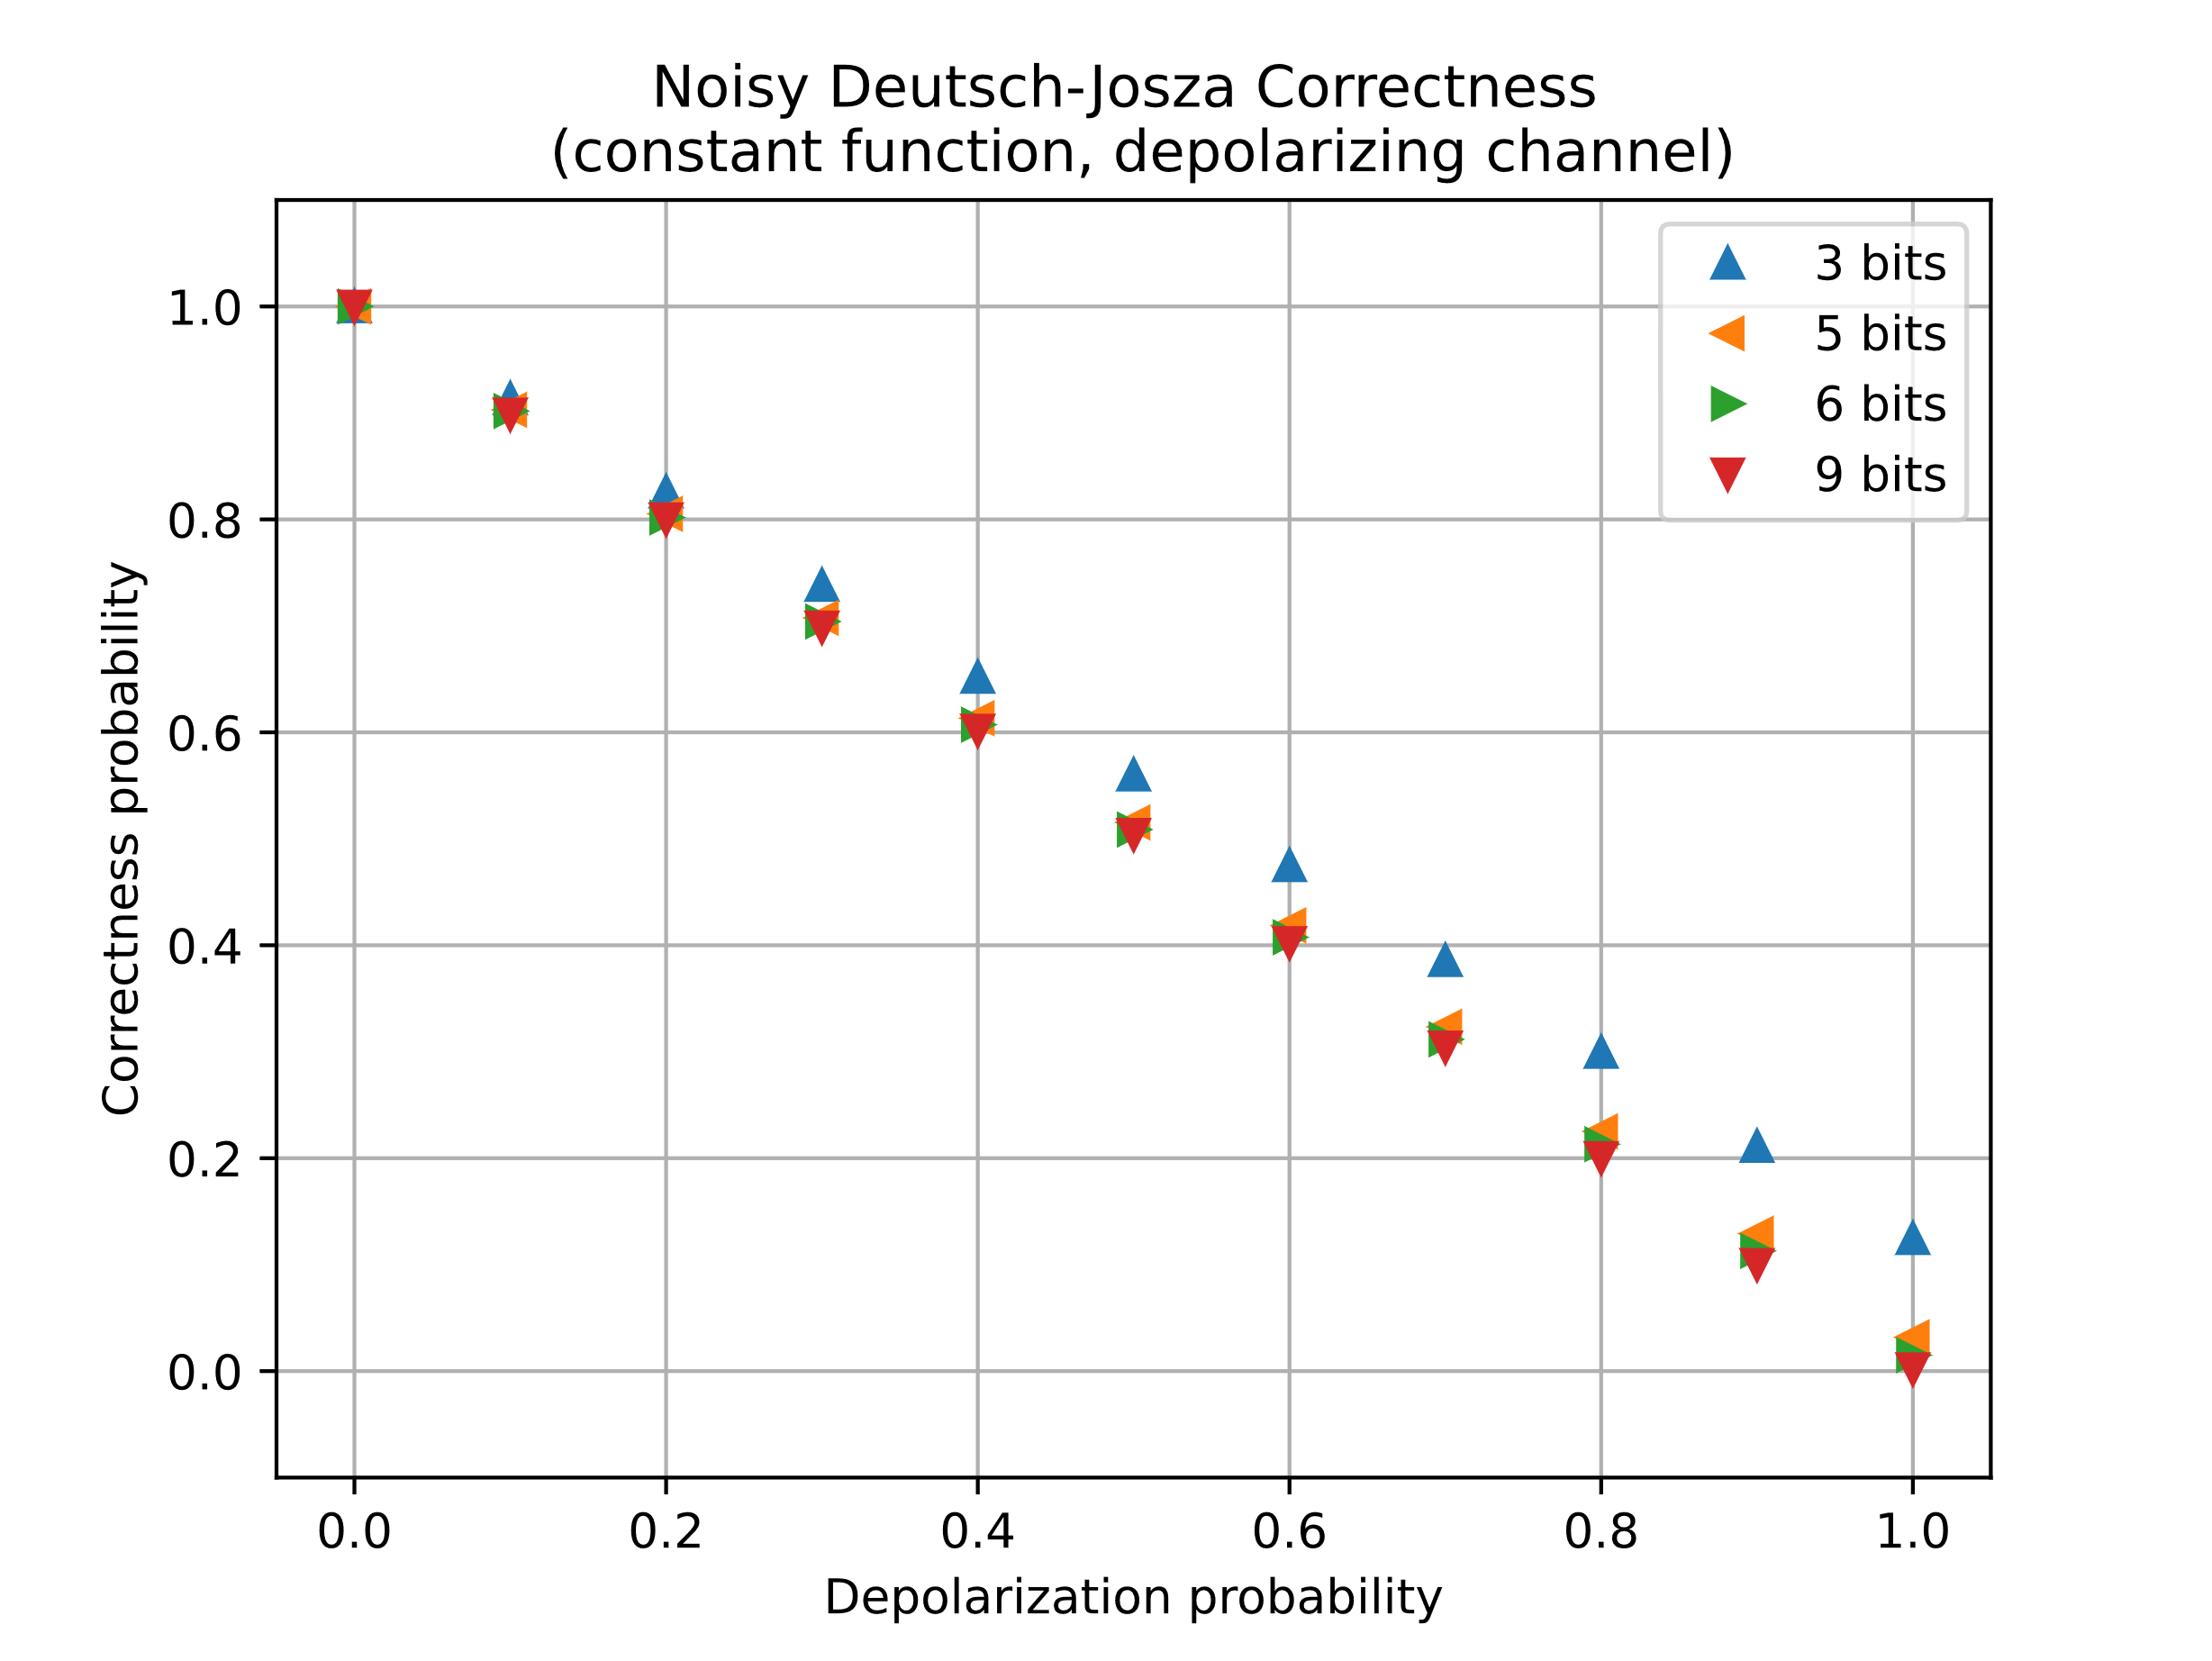 Noisy Deutsch-Josza Correctness
(constant function, depolarizing channel)
3 bits
5 bits
6 bits
9 bits
Correctness probability
1.0
0.8
0.6
0.4
0.2
0.0
0.0 0.2 0.4 0.6 0.8 1.0
Depolarization probability